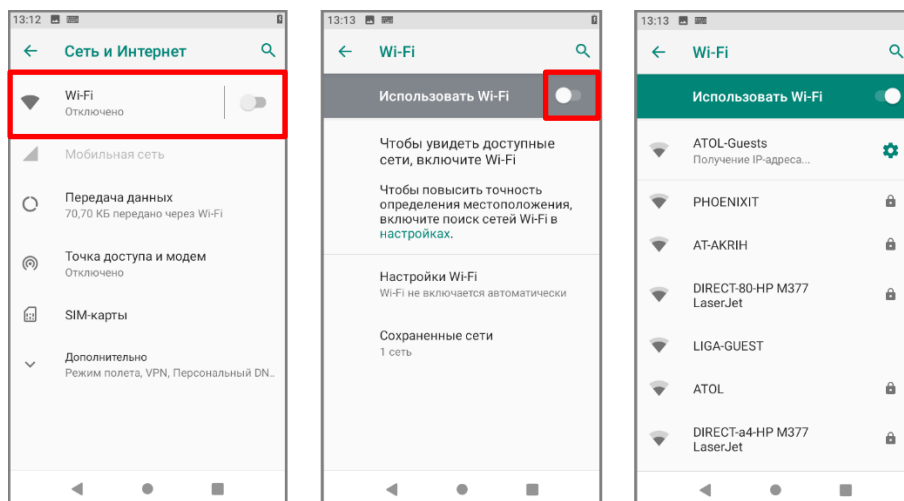 13:12
Сеть и Интернет
Wi-Fi
Отключено
Мобильная сеть
Передача данных
70,70 КБ передано через Wi-Fi
Точка доступа и модем
Отключено
SIM-карты
Дополнительно
Режим полета, VPN, Персональный DN..
13:13
Wi-Fi
Использовать Wi-Fi
Чтобы увидеть доступные
сети, включите Wi-Fi
Чтобы повысить точность
определения местоположения,
включите поиск сетей Wi-Fi в
настройках.
Настройки Wi-Fi
Wi-Fi не включается автоматически
Сохраненные сети
1 сеть
13:13
Wi-Fi
Использовать Wi-Fi
ATOL-Guests
Получение IP-адреса...
PHOENIXIT
AT-AKRIH
DIRECT-80-HP M377
LaserJet
LIGA-GUEST
ATOL
DIRECT-a4-HP M377
LaserJet